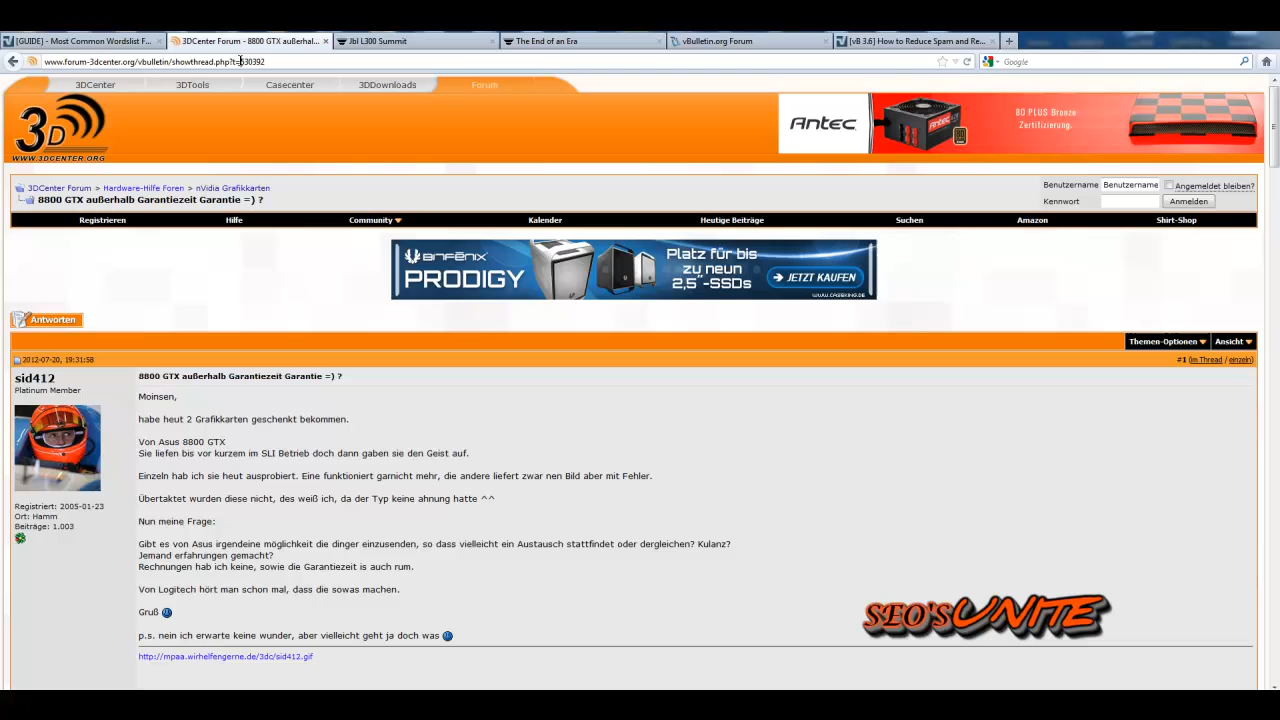 [GUIDE] - Most Common Wordslist F...
3DCenter Forum - 8800 GTX außerhal...
Jbl L300 Summit
The End of an Era
vBulletin.org Forum
[vB 3.6] How to Reduce Spam and Re...
www.forum-3dcenter.org/vbulletin/showthread.php?t=530392
Google
3DCenter
3DTools
Casecenter
3DDownloads
Forum
3D
WWW.3DCENTER.ORG
ANTEC
80 PLUS Bronze:
Zertifizierung.
3DCenter Forum > Hardware-Hilfe Foren > nVidia Grafikkarten
8800 GTX außerhalb Garantiezeit Garantie =) ?
Benutzername Benutzername Angemeldet bleiben?
Kennwort Anmelden
Registrieren Hilfe Community Kalender Heutige Beiträge Suchen Amazon Shirt-Shop
BITFENIX
PRODIGY
Platz für bis
zu neun
2,5"-SSDs
JETZT KAUFEN
WWW.CASEKING.DE
Antworten
Themen-Optionen Ansicht
2012-07-20, 19:31:58
#1 (im Thread / einzeln)
sid412
Platinum Member
Registriert: 2005-01-23
Ort: Hamm
Beiträge: 1.003
8800 GTX außerhalb Garantiezeit Garantie =) ?
Moinsen,
habe heut 2 Grafikkarten geschenkt bekommen.
Von Asus 8800 GTX
Sie liefen bis vor kurzem im SLI Betrieb doch dann gaben sie den Geist auf.
Einzeln hab ich sie heut ausprobiert. Eine funktioniert garnicht mehr, die andere liefert zwar nen Bild aber mit Fehler.
Übertaktet wurden diese nicht, des weiß ich, da der Typ keine ahnung hatte ^^
Nun meine Frage:
Gibt es von Asus irgendeine möglichkeit die dinger einzusenden, so dass vielleicht ein Austausch stattfindet oder dergleichen? Kulanz?
Jemand erfahrungen gemacht?
Rechnungen hab ich keine, sowie die Garantiezeit is auch rum.
Von Logitech hört man schon mal, dass die sowas machen.
Gruß
p.s. nein ich erwarte keine wunder, aber vielleicht geht ja doch was
http://mpaa.wirhelfengerne.de/3dc/sid412.gif
SEO'S UNITE